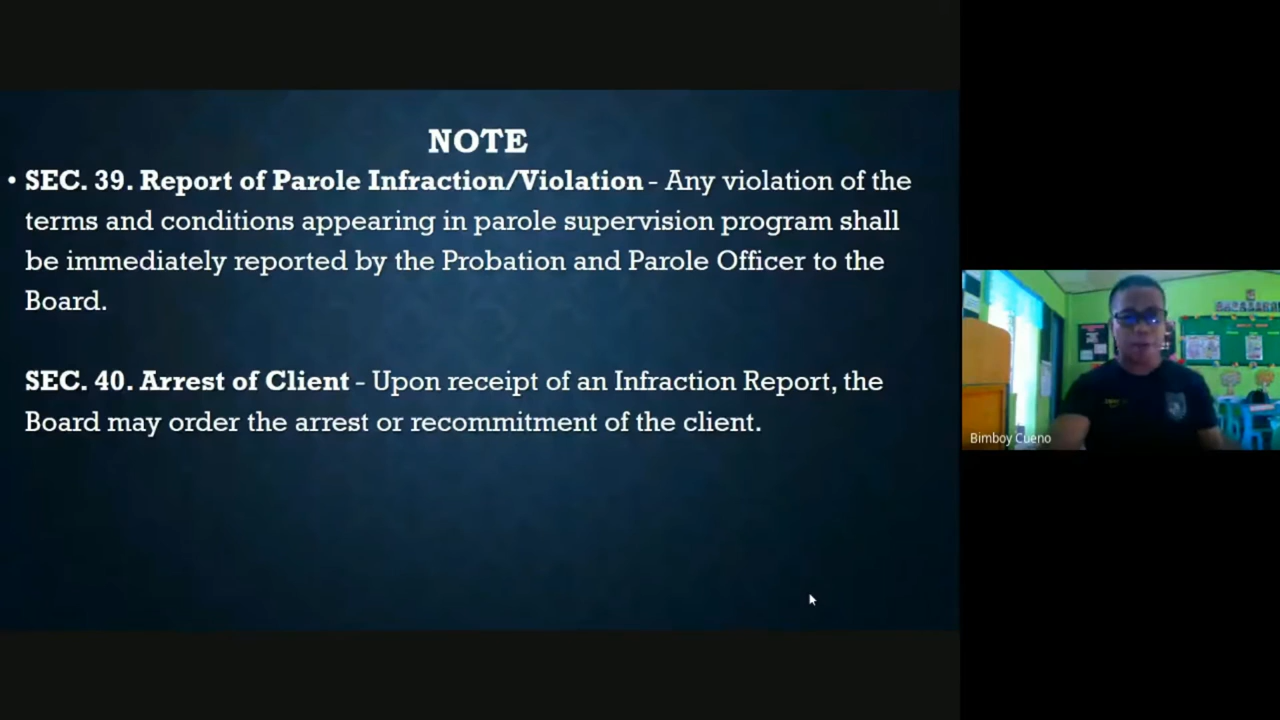 NOTE
• SEC. 39. Report of Parole Infraction/Violation - Any violation of the
terms and conditions appearing in parole supervision program shall
be immediately reported by the Probation and Parole Officer to the
Board.
SEC. 40. Arrest of Client - Upon receipt of an Infraction Report, the
Board may order the arrest or recommitment of the client.
Bimboy Cueno